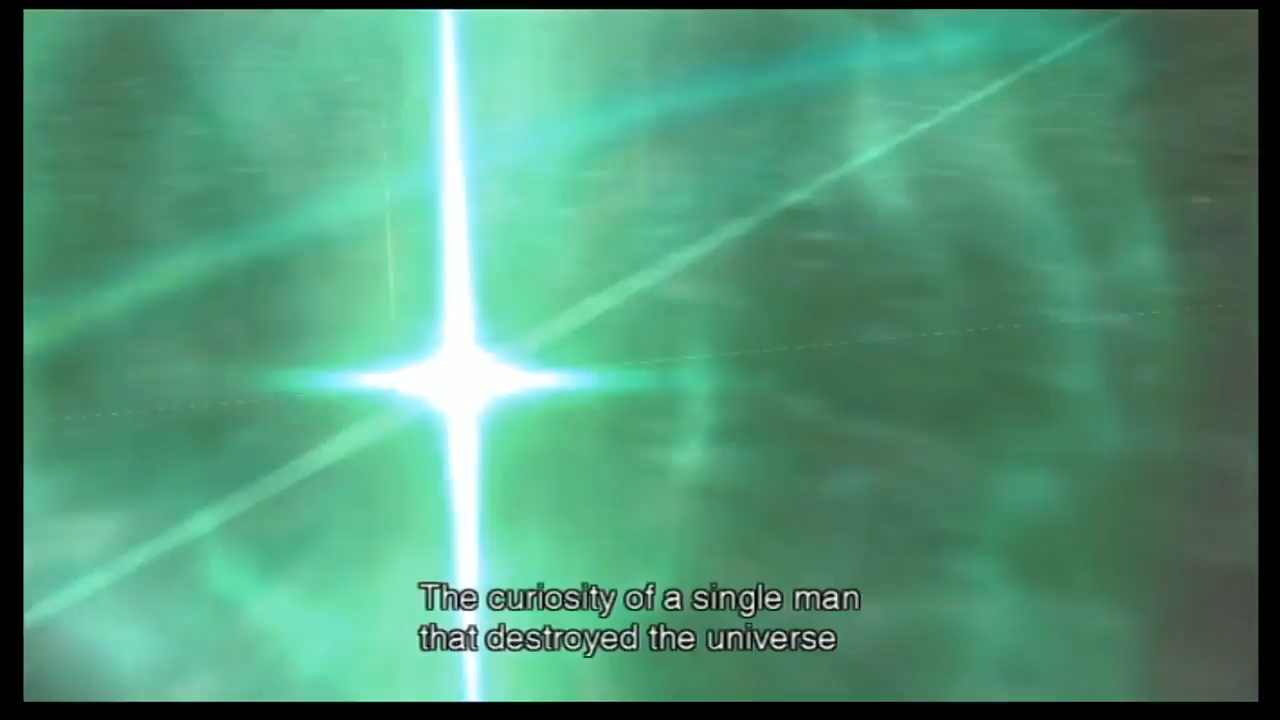 The curiosity of a single man
that destroyed the universe